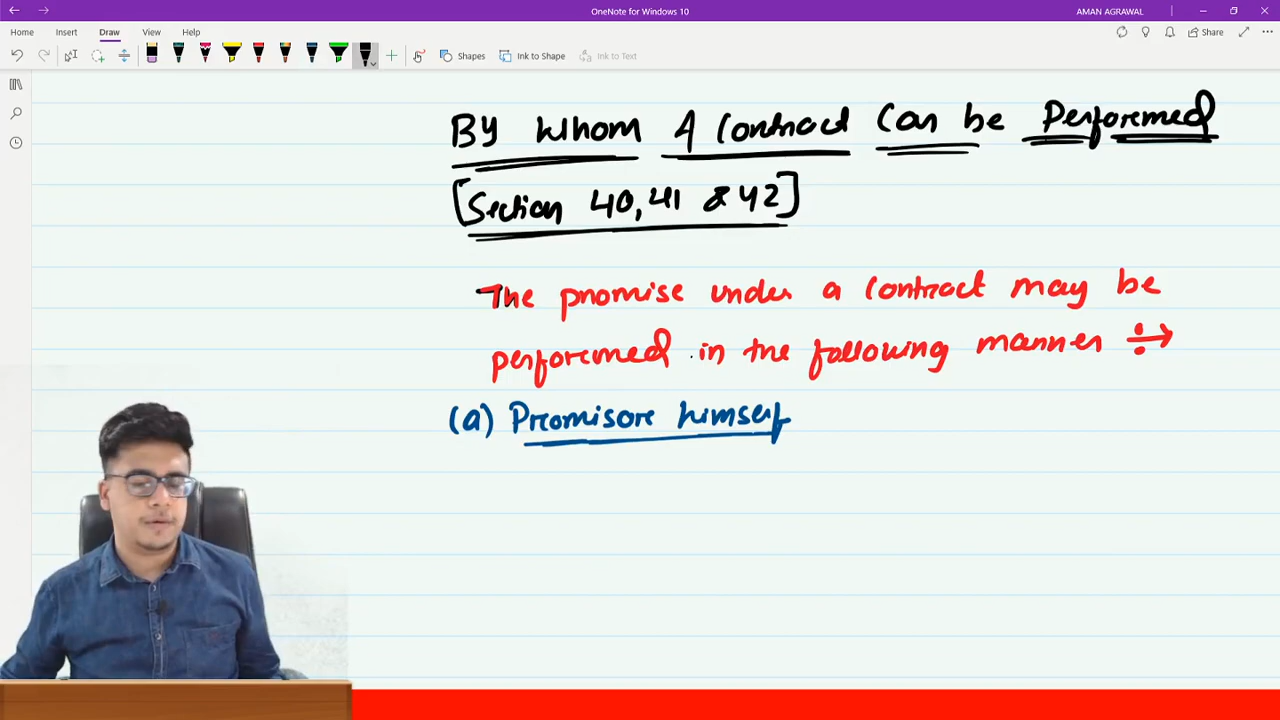 OneNote for Windows 10
AMAN AGRAWAL
Home Insert Draw View Help
Share
Shapes Ink to Shape Ink to Text
By Whom A Contract Can be Performed
[Section 40, 41 & 42]
The promise under a contract may be
performed in the following manner ÷→
(a) Promisor himself